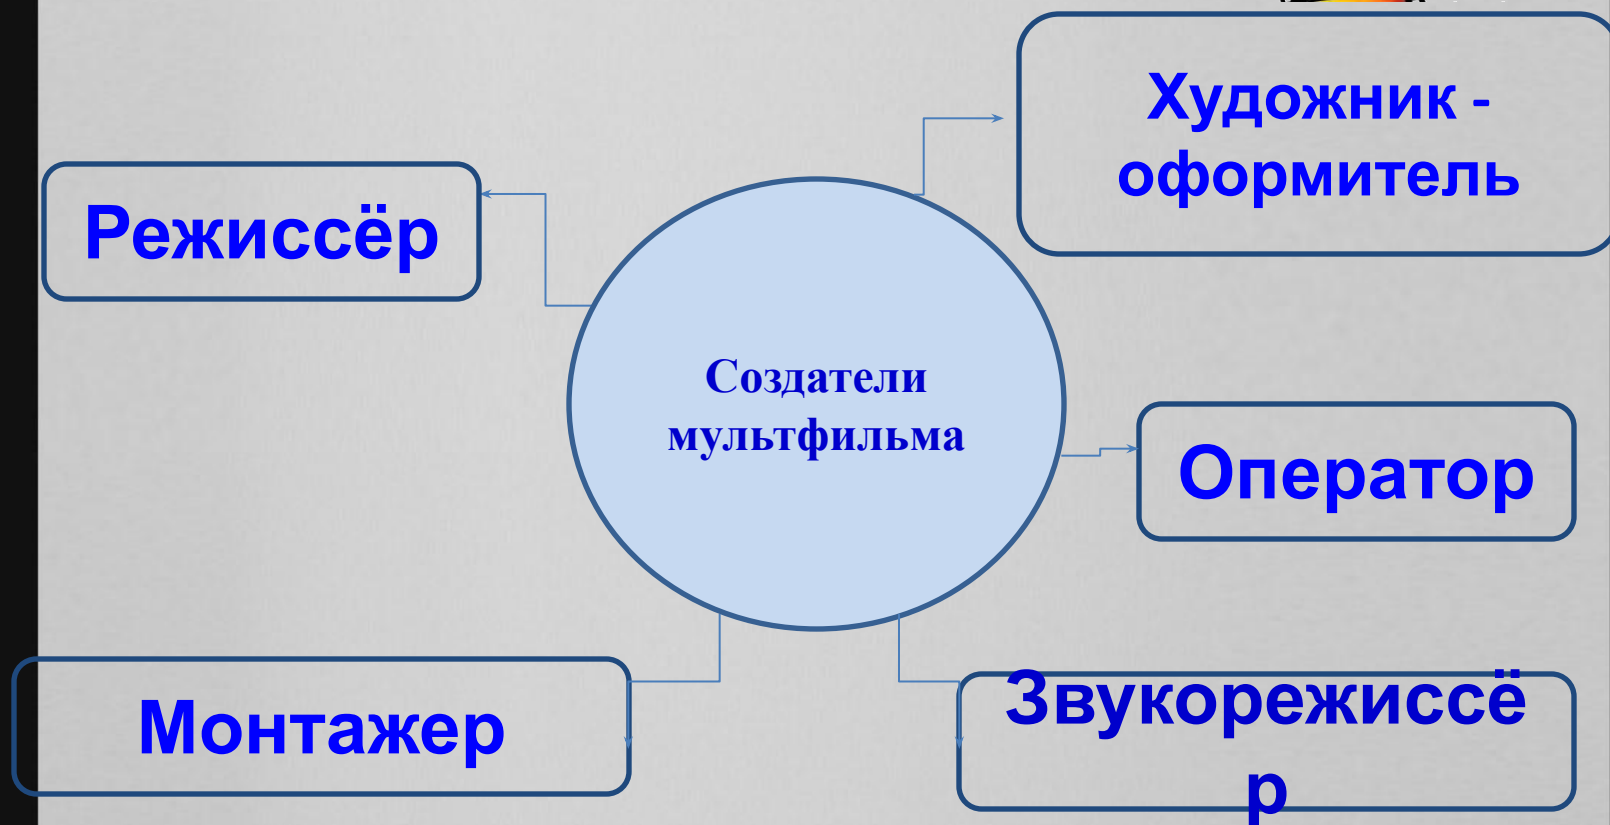 Художник -
оформитель
Режиссёр
Создатели
мультфильма
Оператор
Монтажер
Звукорежиссё
р